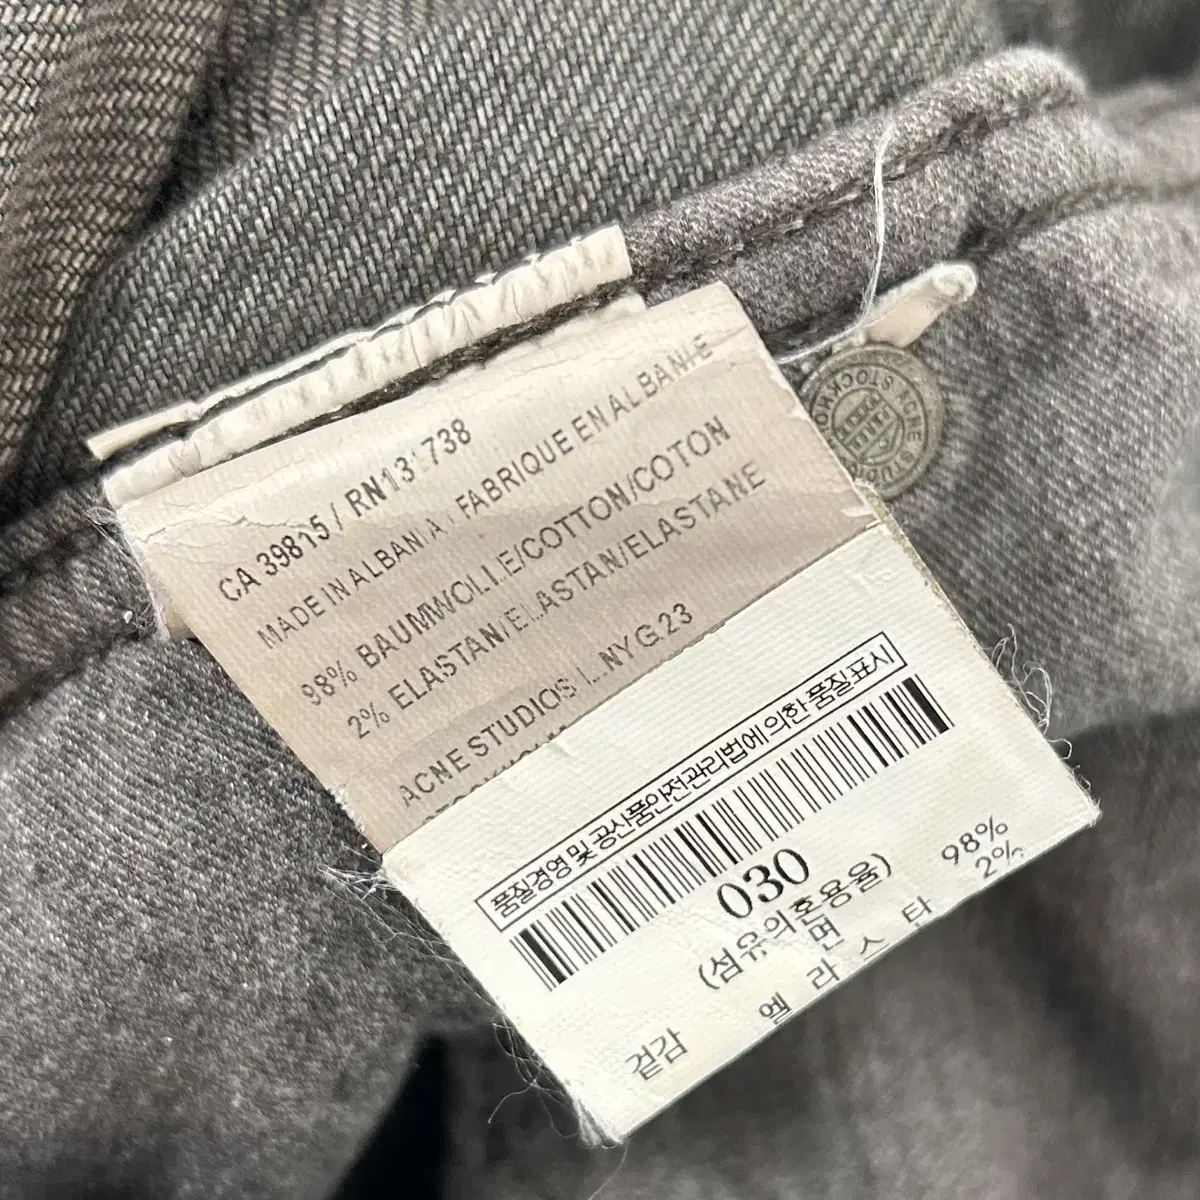 CA 39815 / RN131738
MADE IN ALBANIA / FABRIQUE EN ALBANIE
98% BAUMWOLLE/COTTON/COTON
2% ELASTAN/ELASTAN/ELASTANE
ACNE STUDIOS L.NY G.23
품질경영 및 공산품안전관리법에 의한 품질표시
030
(섬유의혼용율)
겉감 면 98%
엘라스타 2%
ACNE STUDIOS